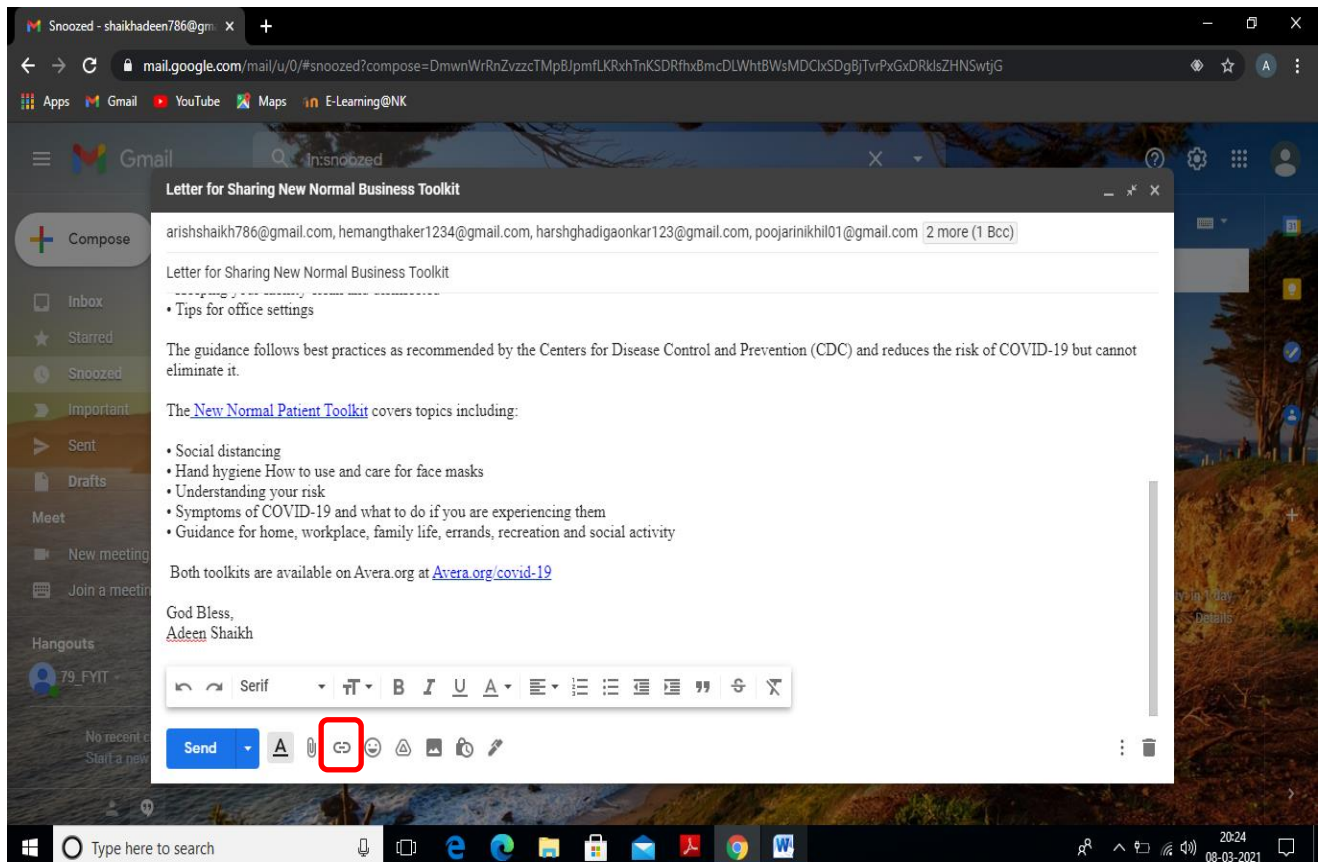 Snoozed - shaikhadeen786@gm
mail.google.com/mail/u/0/#snoozed?compose=DmwnWrRnZvzzcTMpBJpmfLKRxhTnKSDRfhxBmcDLWhtBWsMDClxSDgBjTvrPxGxDRklsZHNSwtjG
Apps Gmail YouTube Maps E-Learning@NK
Gmail in:snoozed
Letter for Sharing New Normal Business Toolkit
arishshaikh786@gmail.com, hemangthaker1234@gmail.com, harshghadigaonkar123@gmail.com, poojarinikhil01@gmail.com 2 more (1 Bcc)
Letter for Sharing New Normal Business Toolkit
• Tips for office settings
The guidance follows best practices as recommended by the Centers for Disease Control and Prevention (CDC) and reduces the risk of COVID-19 but cannot
eliminate it.
The New Normal Patient Toolkit covers topics including:
• Social distancing
• Hand hygiene How to use and care for face masks
• Understanding your risk
• Symptoms of COVID-19 and what to do if you are experiencing them
• Guidance for home, workplace, family life, errands, recreation and social activity
Both toolkits are available on Avera.org at Avera.org/covid-19
God Bless,
Adeen Shaikh
Serif
B I U A
Send A
Compose
Inbox
Starred
Snoozed
Important
Sent
Drafts
Meet
New meeting
Join a meetin
Hangouts
79_FYIT
No recent c
Start a new
31
A
in 1 day
Details
Type here to search
20:24
08-03-2021